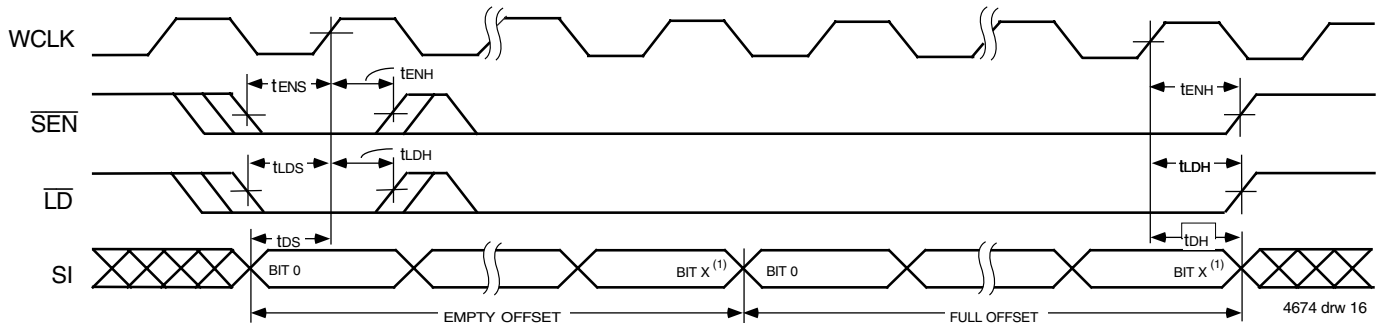 WCLK
tENS
tENH
tENH
SEN
tLDS
tLDH
tLDH
LD
tDS
tDH
SI
BIT 0
BIT X (1)
BIT 0
BIT X (1)
4674 drw 16
EMPTY OFFSET
FULL OFFSET